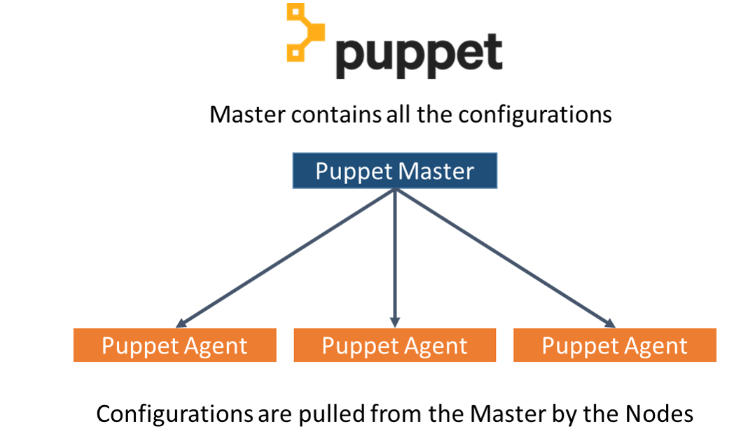 puppet
Master contains all the configurations
Puppet Master
Puppet Agent
Puppet Agent
Puppet Agent
Configurations are pulled from the Master by the Nodes